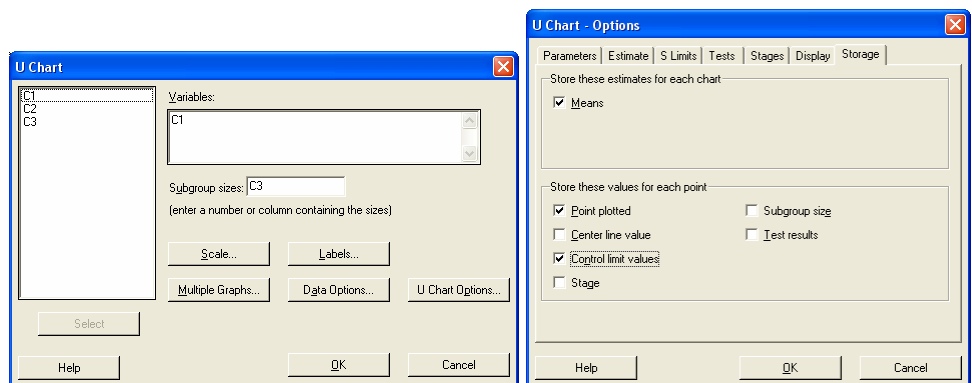 U Chart
C1
C2
C3
Variables:
C1
Subgroup sizes: C3
(enter a number or column containing the sizes)
Scale...
Labels...
Multiple Graphs...
Data Options...
U Chart Options...
Select
Help
OK
Cancel
U Chart - Options
Parameters Estimate S Limits Tests Stages Display Storage
Store these estimates for each chart
Means
Store these values for each point
Point plotted
Subgroup size
Center line value
Test results
Control limit values
Stage
Help
OK
Cancel